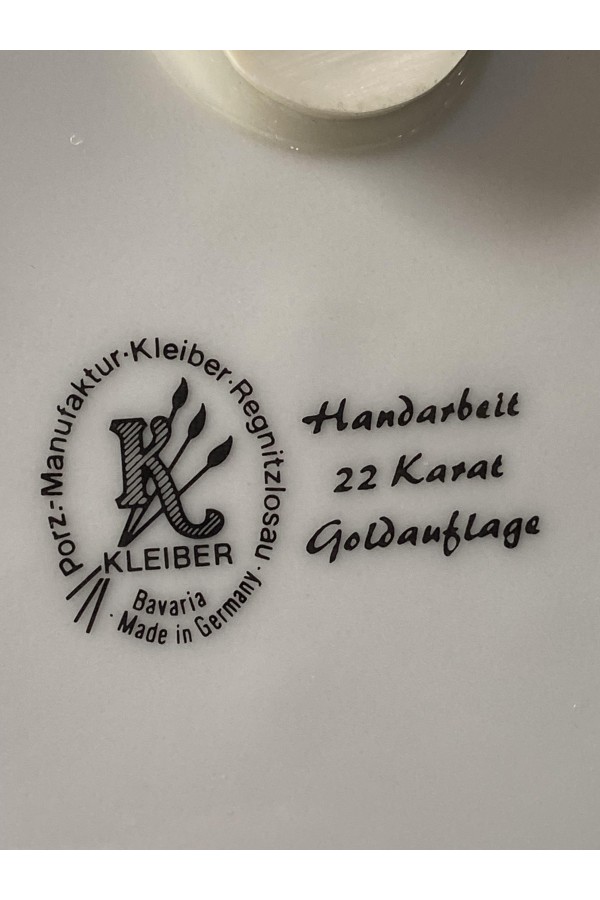 Porz.-Manufaktur·Kleiber·Regnitzlosau·
K
KLEIBER
Bavaria
· Made in Germany ·
Handarbeit
22 Karat
Goldauflage